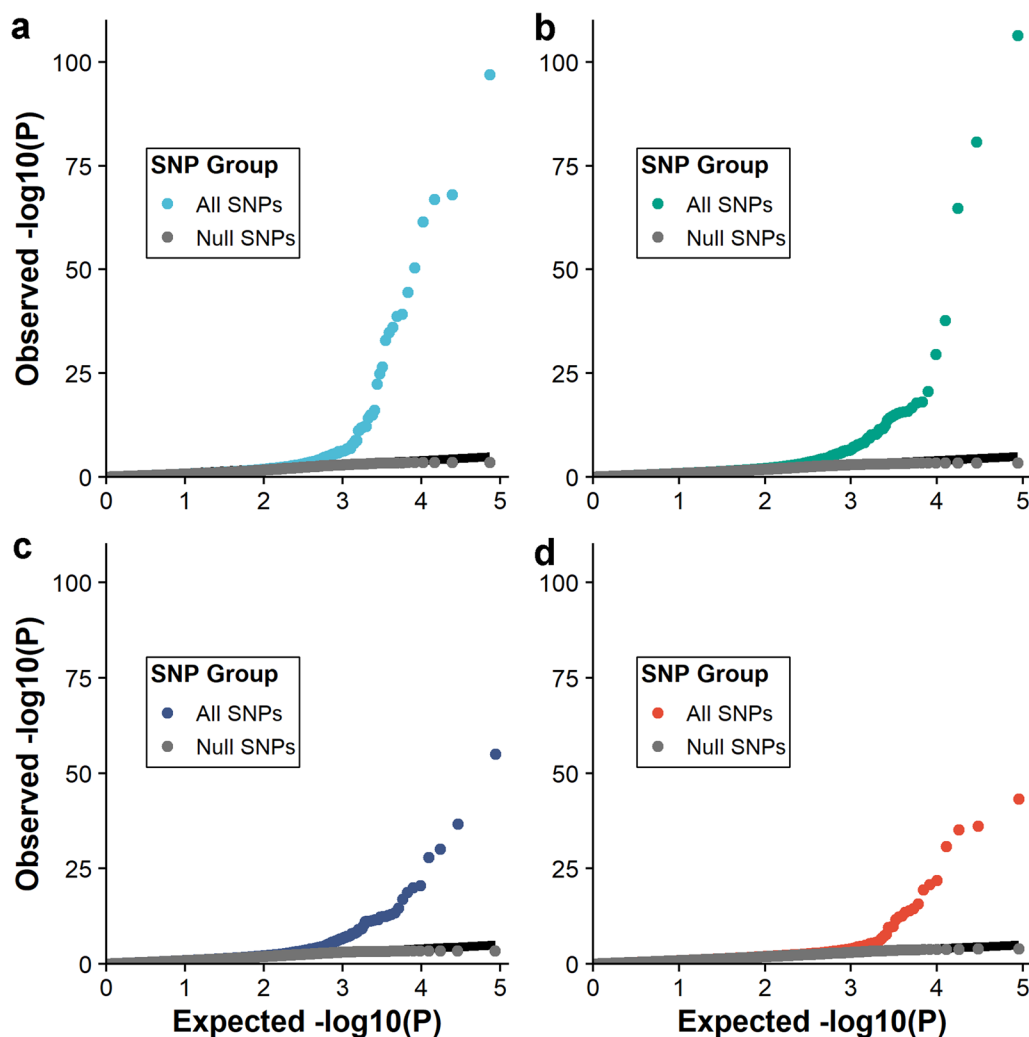 a
Observed -log10(P)
100
75
50
25
0
SNP Group
All SNPs
Null SNPs
0 1 2 3 4 5
b
100
75
50
25
0
SNP Group
All SNPs
Null SNPs
0 1 2 3 4 5
c
Observed -log10(P)
100
75
50
25
0
SNP Group
All SNPs
Null SNPs
0 1 2 3 4 5
Expected -log10(P)
d
100
75
50
25
0
SNP Group
All SNPs
Null SNPs
0 1 2 3 4 5
Expected -log10(P)